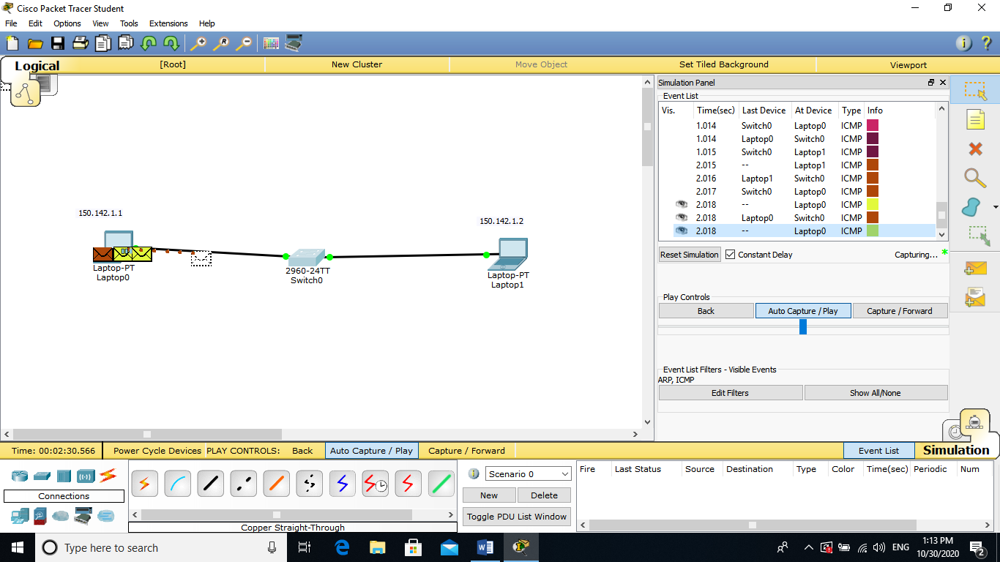 Cisco Packet Tracer Student
File Edit Options View Tools Extensions Help
Logical [Root] New Cluster Move Object Set Tiled Background Viewport
Simulation Panel
Event List
Vis. Time(sec) Last Device At Device Type Info
1.014 Switch0 Laptop0 ICMP
1.014 Laptop0 Switch0 ICMP
1.015 Switch0 Laptop1 ICMP
2.015 -- Laptop1 ICMP
2.016 Laptop1 Switch0 ICMP
2.017 Switch0 Laptop0 ICMP
2.018 -- Laptop0 ICMP
2.018 Laptop0 Switch0 ICMP
2.018 -- Laptop0 ICMP
Reset Simulation Constant Delay Capturing... *
Play Controls
Back Auto Capture / Play Capture / Forward
Event List Filters - Visible Events
ARP, ICMP
Edit Filters Show All/None
150.142.1.1
Laptop-PT
Laptop0
2960-24TT
Switch0
150.142.1.2
Laptop-PT
Laptop1
Time: 00:02:30.566 Power Cycle Devices PLAY CONTROLS: Back Auto Capture / Play Capture / Forward Event List Simulation
Connections
Copper Straight-Through
Scenario 0
New Delete
Toggle PDU List Window
Fire Last Status Source Destination Type Color Time(sec) Periodic Num
Type here to search
ENG
1:13 PM
10/30/2020
2